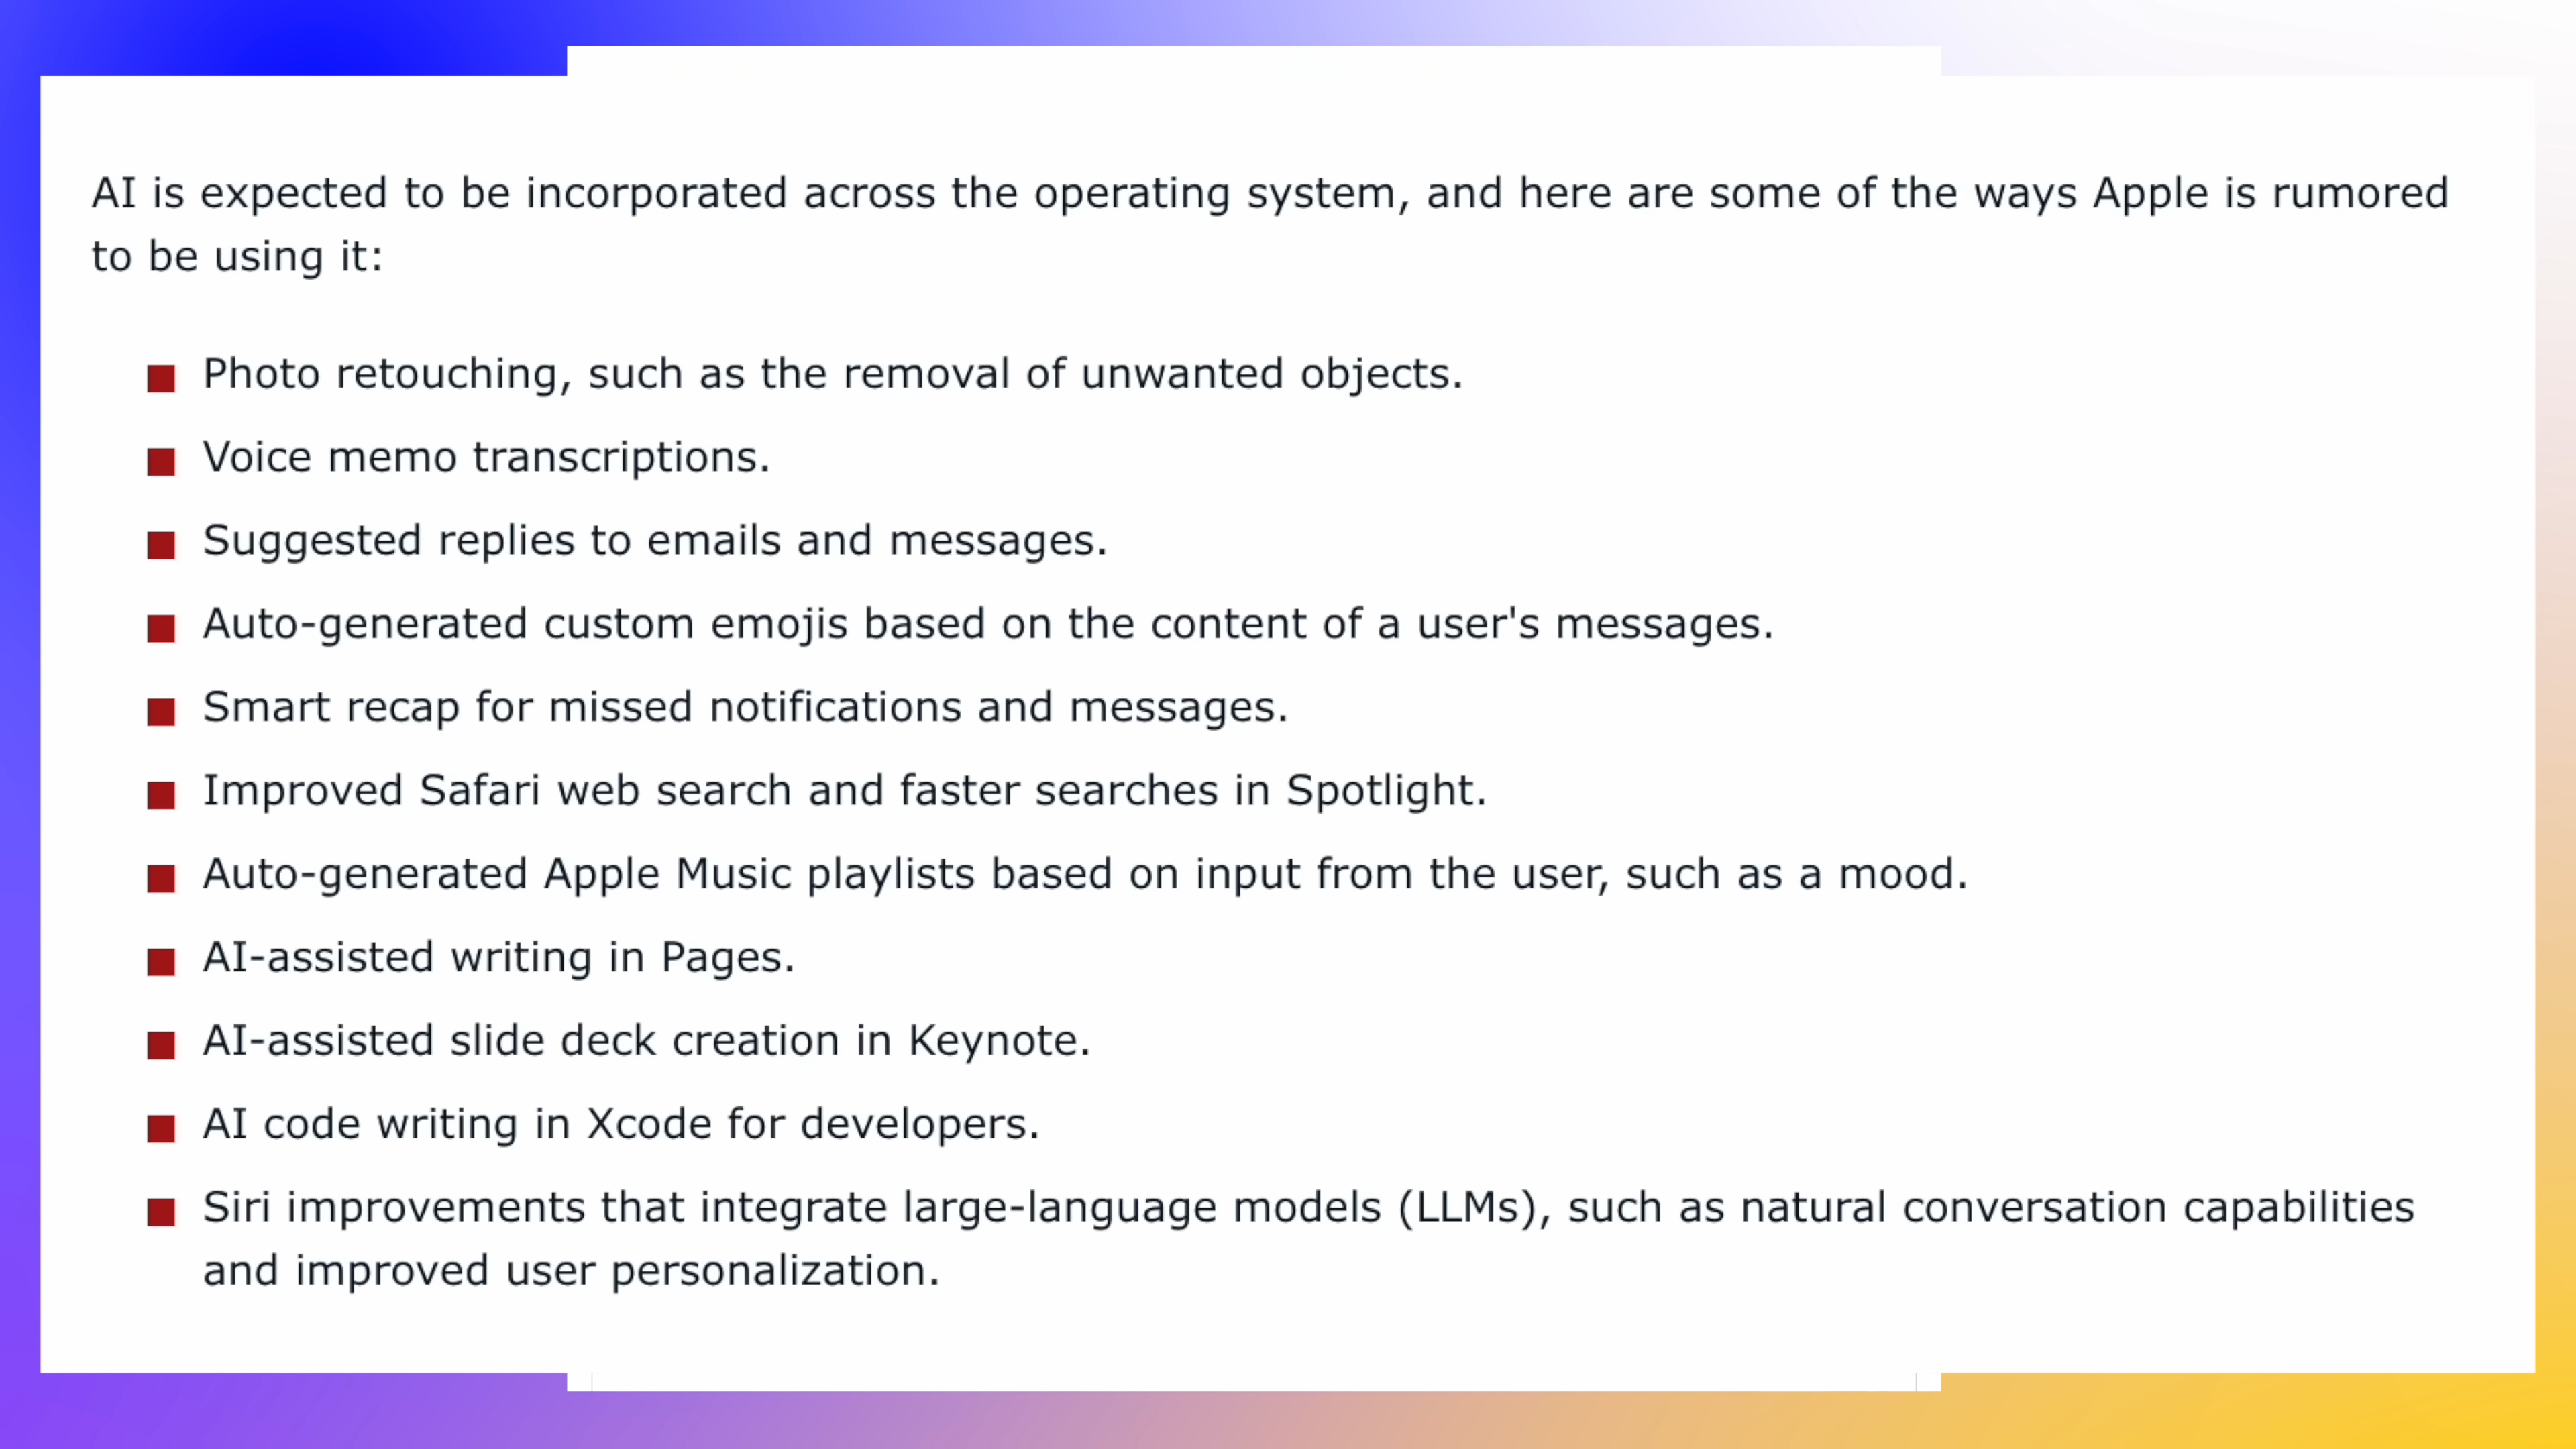 AI is expected to be incorporated across the operating system, and here are some of the ways Apple is rumored
to be using it:
Photo retouching, such as the removal of unwanted objects.
Voice memo transcriptions.
Suggested replies to emails and messages.
Auto-generated custom emojis based on the content of a user's messages.
Smart recap for missed notifications and messages.
Improved Safari web search and faster searches in Spotlight.
Auto-generated Apple Music playlists based on input from the user, such as a mood.
AI-assisted writing in Pages.
AI-assisted slide deck creation in Keynote.
AI code writing in Xcode for developers.
Siri improvements that integrate large-language models (LLMs), such as natural conversation capabilities
and improved user personalization.